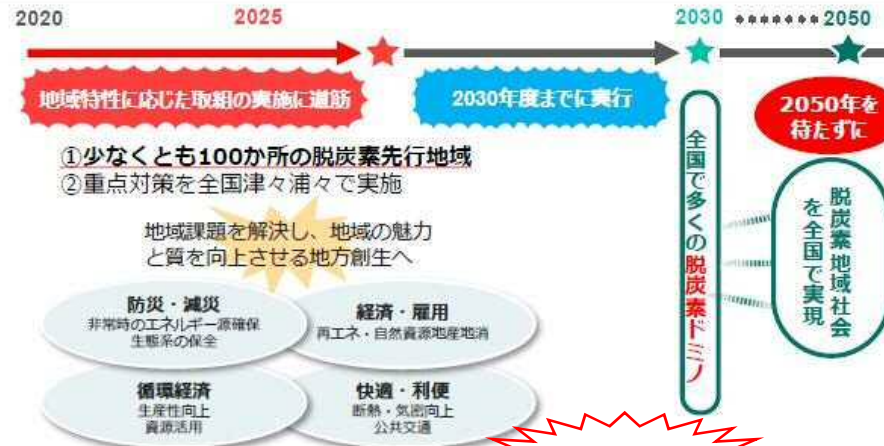 2020
2025
2030
2050
地域特性に応じた取組の実施に道筋
2030年度までに実行
2050年を
待たずに
①少なくとも100か所の脱炭素先行地域
②重点対策を全国津々浦々で実施
地域課題を解決し、地域の魅力
と質を向上させる地方創生へ
防災・減災
非常時のエネルギー源確保
生態系の保全
経済・雇用
再エネ・自然資源地産地消
循環経済
生産性向上
資源活用
快適・利便
断熱・気密向上
公共交通
全国で多くの脱炭素ドミノ
脱炭素地域社会
を全国で実現